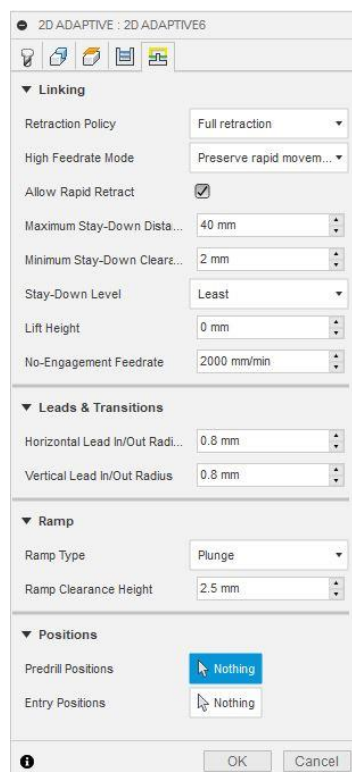 2D ADAPTIVE : 2D ADAPTIVE6
▼ Linking
Retraction Policy Full retraction
High Feedrate Mode Preserve rapid movem...
Allow Rapid Retract
Maximum Stay-Down Dista... 40 mm
Minimum Stay-Down Cleara... 2 mm
Stay-Down Level Least
Lift Height 0 mm
No-Engagement Feedrate 2000 mm/min
▼ Leads & Transitions
Horizontal Lead In/Out Radi... 0.8 mm
Vertical Lead In/Out Radius 0.8 mm
▼ Ramp
Ramp Type Plunge
Ramp Clearance Height 2.5 mm
▼ Positions
Predrill Positions Nothing
Entry Positions Nothing
OK Cancel